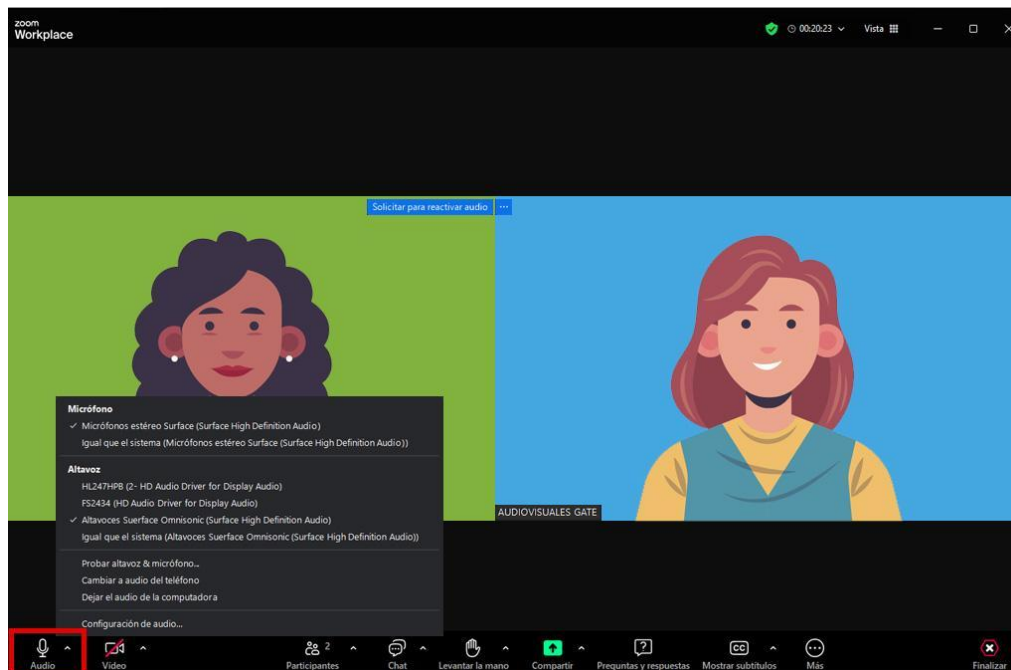 zoom
Workplace
00:20:23
Vista
Solicitar para reactivar audio ...
AUDIOVISUALES GATE
Micrófono
Micrófonos estéreo Surface (Surface High Definition Audio)
Igual que el sistema (Micrófonos estéreo Surface (Surface High Definition Audio))
Altavoz
HL247HPB (2- HD Audio Driver for Display Audio)
FS2434 (HD Audio Driver for Display Audio)
Altavoces Suerface Omnisonic (Surface High Definition Audio)
Igual que el sistema (Altavoces Suerface Omnisonic (Surface High Definition Audio))
Probar altavoz & micrófono...
Cambiar a audio del teléfono
Dejar el audio de la computadora
Configuración de audio...
2
CC
Audio Vídeo Participantes Chat Levantar la mano Compartir Preguntas y respuestas Mostrar subtítulos Más Finalizar